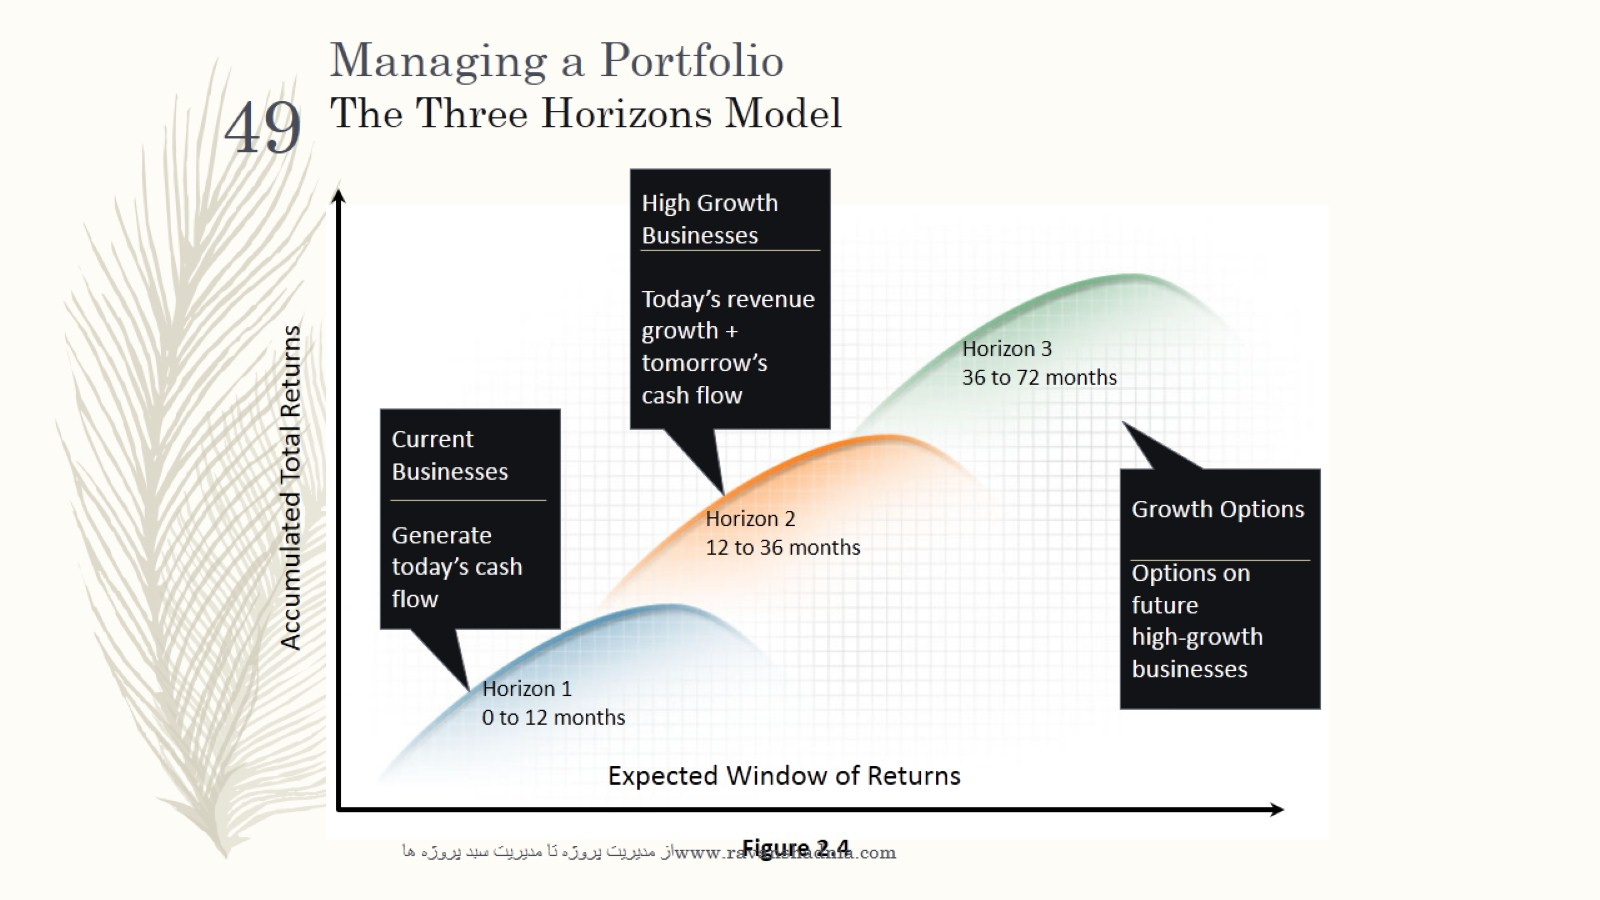 Managing a Portfolio
49
The Three Horizons Model
High Growth
Businesses
Today’s revenue
growth +
tomorrow’s
cash flow
Horizon 3
36 to 72 months
Current
Businesses
Generate
today’s cash
flow
Horizon 2
12 to 36 months
Growth Options
Options on
future
high-growth
businesses
Accumulated Total Returns
Horizon 1
0 to 12 months
Expected Window of Returns
Figure 2.4
از مدیریت پروژه تا مدیریت سبد پروژه ها www.ravanshadnia.com